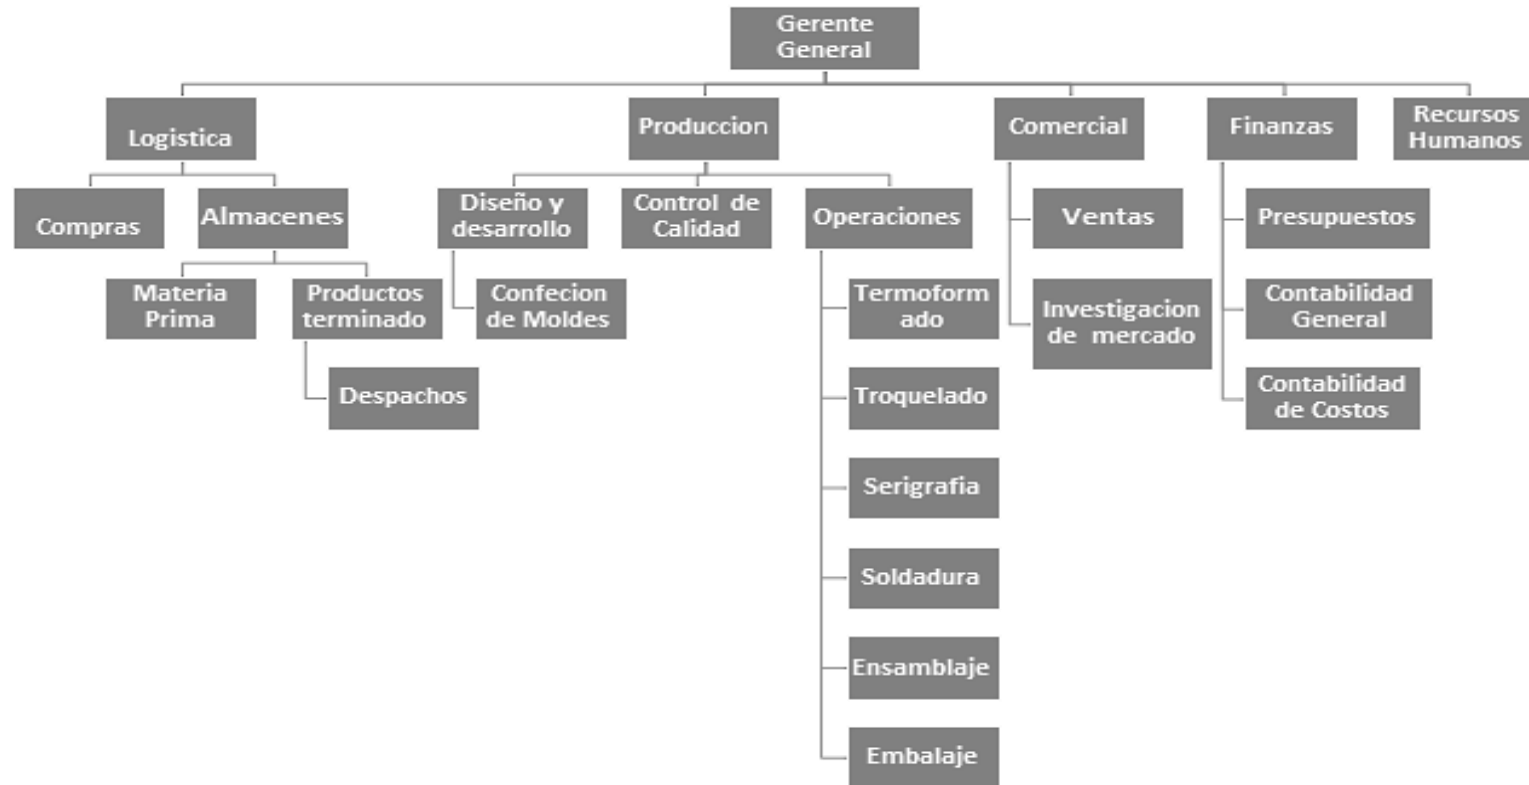 Gerente
General
Logistica
Produccion
Comercial
Finanzas
Recursos
Humanos
Compras
Almacenes
Diseño y
desarrollo
Control de
Calidad
Operaciones
Ventas
Presupuestos
Materia
Prima
Productos
terminado
Confecion
de Moldes
Termoform
ado
Investigacion
de mercado
Contabilidad
General
Despachos
Troquelado
Contabilidad
de Costos
Serigrafia
Soldadura
Ensamblaje
Embalaje